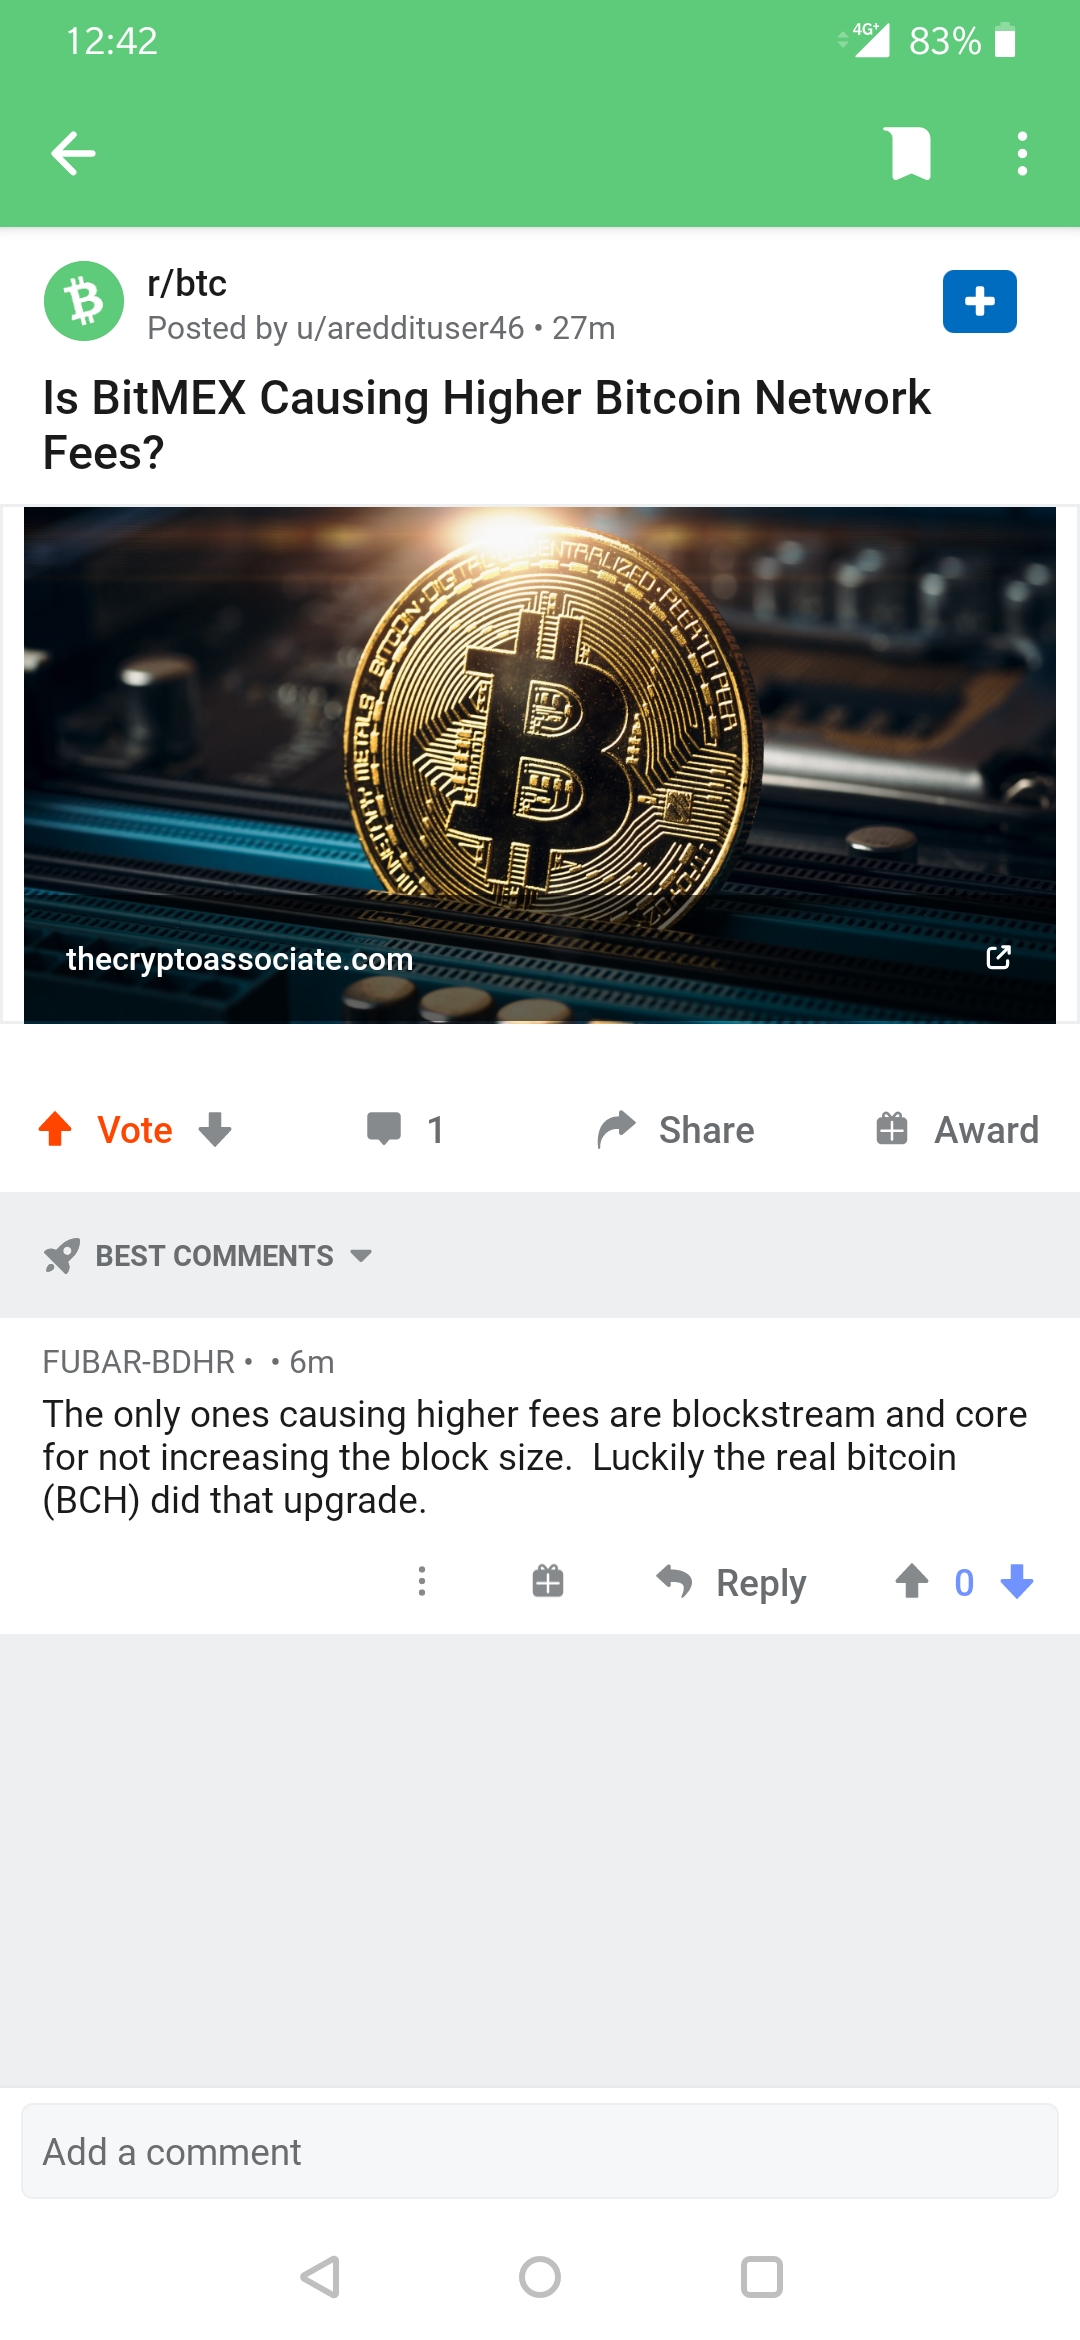 12:42
4G+ 83%
r/btc
Posted by u/areddituser46 • 27m
Is BitMEX Causing Higher Bitcoin Network
Fees?
BITCOIN • DIGITAL DECENTRALIZED • PEER TO PEER
METALS
thecryptoassociate.com
Vote 1 Share Award
BEST COMMENTS
FUBAR-BDHR • • 6m
The only ones causing higher fees are blockstream and core
for not increasing the block size.  Luckily the real bitcoin
(BCH) did that upgrade.
Reply 0
Add a comment